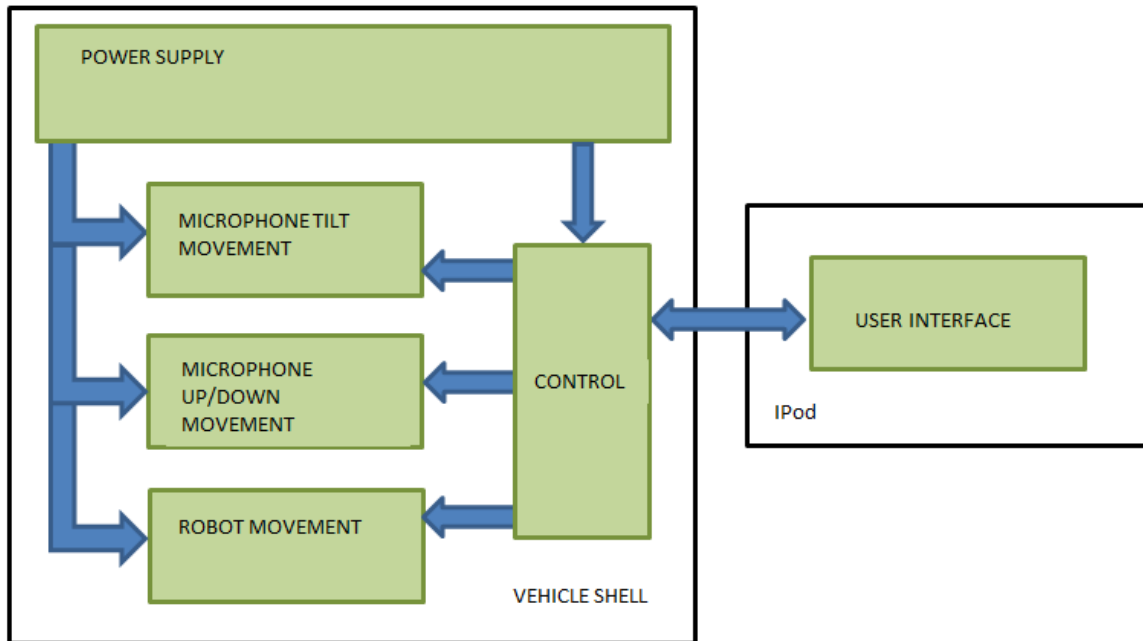 POWER SUPPLY
MICROPHONE TILT
MOVEMENT
MICROPHONE
UP/DOWN
MOVEMENT
ROBOT MOVEMENT
CONTROL
VEHICLE SHELL
USER INTERFACE
IPod